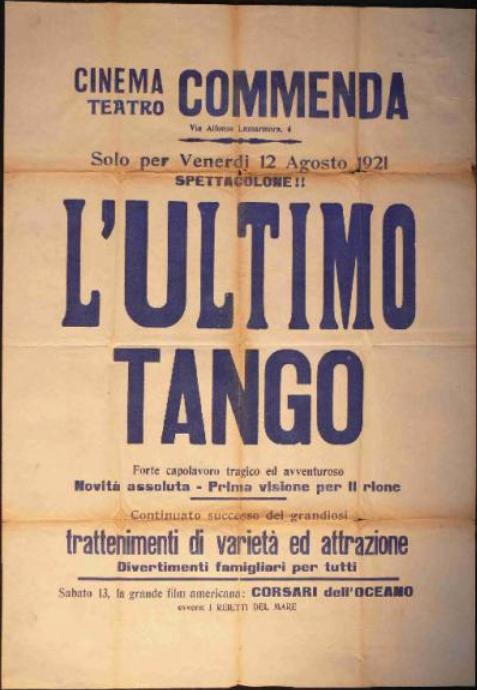 CINEMA TEATRO COMMENDA
Via Alfonso Lamarmora, 4
Solo per Venerdi 12 Agosto 1921
SPETTACOLONE!!
L'ULTIMO
TANGO
Forte capolavoro tragico ed avventuroso
Novità assoluta - Prima visione per il rione
Continuato successo dei grandiosi
trattenimenti di varietà ed attrazione
Divertimenti famigliari per tutti
Sabato 13, la grande film americana: CORSARI dell'OCEANO
ovvero: I REIETTI DEL MARE